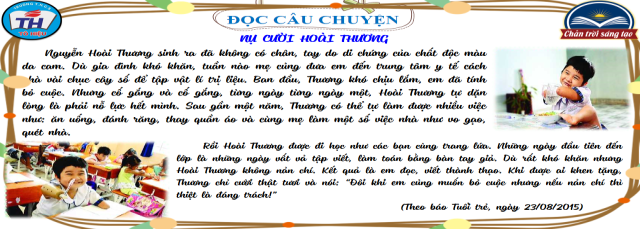 TRƯỜNG T.H.C.S
TH
TÔ HIỆU
ĐỌC CÂU CHUYỆN
Chân trời sáng tạo
NỤ CƯỜI HOÀI THƯƠNG
Nguyễn Hoài Thương sinh ra đã không có chân, tay do di chứng của chất độc màu
da cam. Dù gia đình khó khăn, tuần nào mẹ cũng đưa em đến trung tâm y tế cách
nhà vài chục cây số để tập vật lí trị liệu. Ban đầu, Thương khó chịu lắm, em đã tính
bỏ cuộc. Nhưng cố gắng và cố gắng, từng ngày từng ngày một, Hoài Thương tự dặn
lòng là phải nỗ lực hết mình. Sau gần một năm, Thương có thể tự làm được nhiều việc
như: ăn uống, đánh răng, thay quần áo và cùng mẹ làm một số việc nhà như vo gạo,
quét nhà.
Rồi Hoài Thương được đi học như các bạn cùng trang lứa. Những ngày đầu tiên đến
lớp là những ngày vất vả tập viết, làm toán bằng bàn tay giả. Dù rất khó khăn nhưng
Hoài Thương không nản chí. Kết quả là em đọc, viết thành thạo. Khi được ai khen tặng,
Thương chỉ cười thật tươi và nói: "Đôi khi em cũng muốn bỏ cuộc nhưng nếu nản chí thì
thiệt là đáng trách!"
(Theo báo Tuổi trẻ, ngày 23/08/2015)